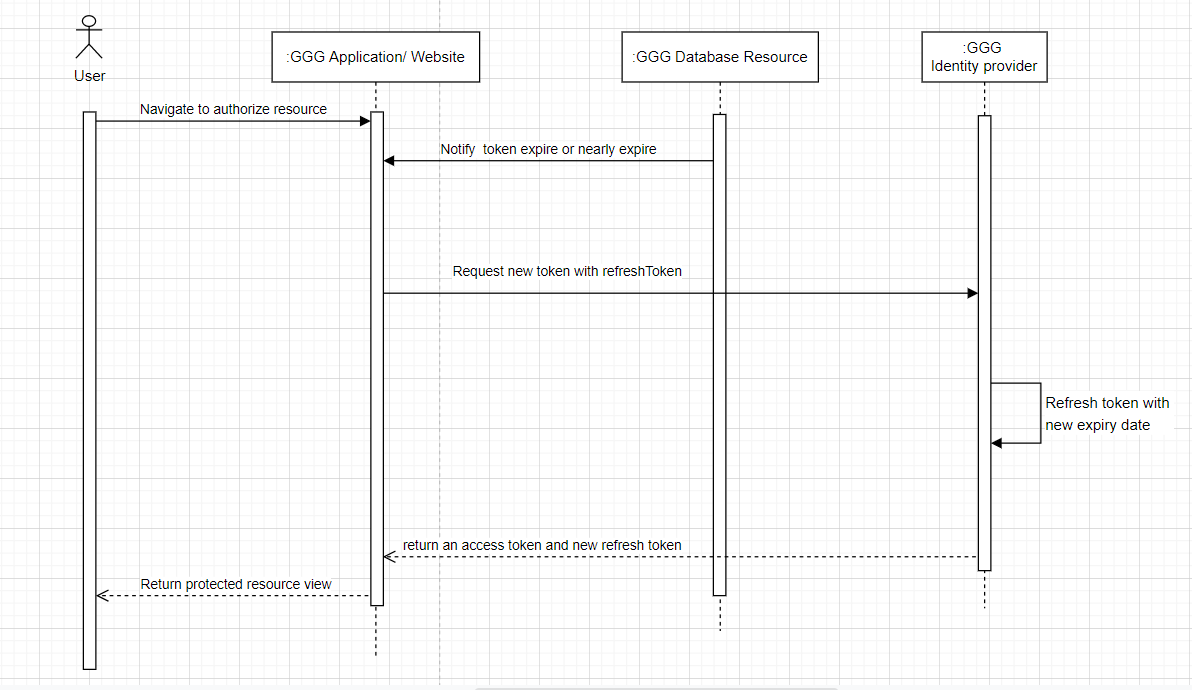 User
:GGG Application/ Website
:GGG Database Resource
:GGG
Identity provider
Navigate to authorize resource
Notify  token expire or nearly expire
Request new token with refreshToken
Refresh token with
new expiry date
return an access token and new refresh token
Return protected resource view